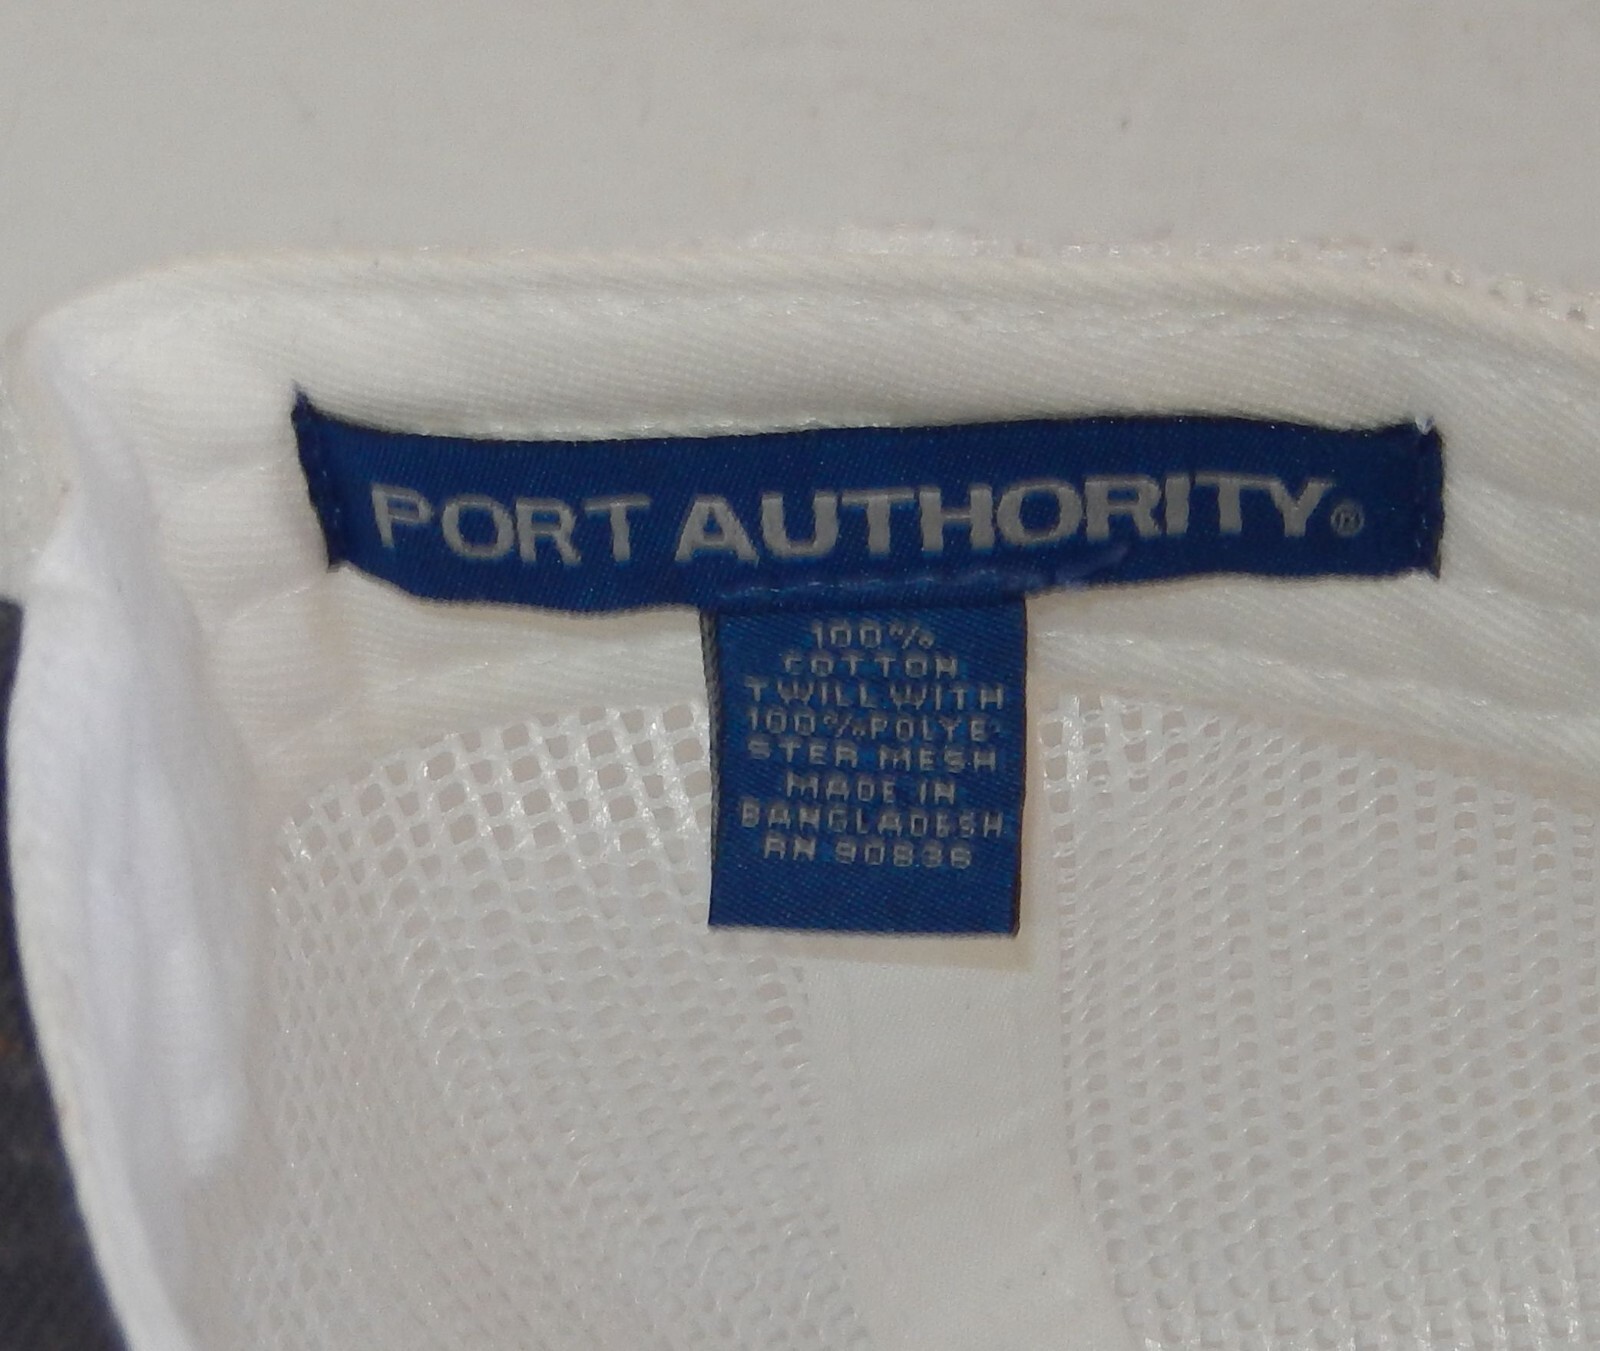 PORT AUTHORITY®
100%
COTTON
TWILL WITH
100% POLYE
STER MESH
MADE IN
BANGLADESH
RN 90836